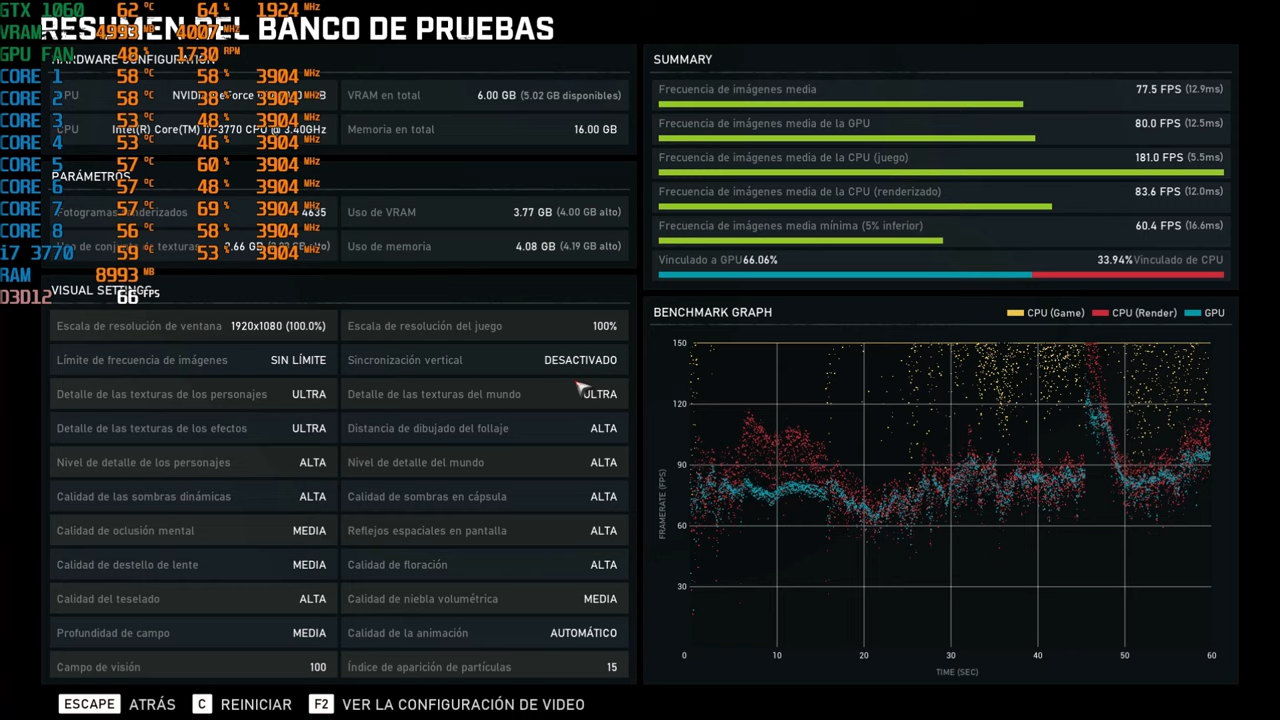 GTX 1060 62 °C 64 % 1924 MHz
VRAM 4993 MB 4007 MHz
GPU FAN 48 % 1730 RPM
CORE 1 58 °C 58 % 3904 MHz
CORE 2 58 °C 38 % 3904 MHz
CORE 3 53 °C 48 % 3904 MHz
CORE 4 53 °C 46 % 3904 MHz
CORE 5 57 °C 60 % 3904 MHz
CORE 6 57 °C 48 % 3904 MHz
CORE 7 57 °C 69 % 3904 MHz
CORE 8 56 °C 58 % 3904 MHz
i7 3770 59 °C 53 % 3904 MHz
RAM 8993 MB
D3D12 66 FPS
RESUMEN DEL BANCO DE PRUEBAS
HARDWARE CONFIGURATION
VRAM en total 6.00 GB (5.02 GB disponibles)
CPU Intel(R) Core(TM) i7-3770 CPU @ 3.40GHz
Memoria en total 16.00 GB
PARÁMETROS
Fotogramas renderizados 4635
Uso de VRAM 3.77 GB (4.00 GB alto)
Uso de memoria 4.08 GB (4.19 GB alto)
VISUAL SETTINGS
Escala de resolución de ventana 1920x1080 (100.0%)
Escala de resolución del juego 100%
Límite de frecuencia de imágenes SIN LÍMITE
Sincronización vertical DESACTIVADO
Detalle de las texturas de los personajes ULTRA
Detalle de las texturas del mundo ULTRA
Detalle de las texturas de los efectos ULTRA
Distancia de dibujado del follaje ALTA
Nivel de detalle de los personajes ALTA
Nivel de detalle del mundo ALTA
Calidad de las sombras dinámicas ALTA
Calidad de sombras en cápsula ALTA
Calidad de oclusión mental MEDIA
Reflejos espaciales en pantalla ALTA
Calidad de destello de lente MEDIA
Calidad de floración ALTA
Calidad del teselado ALTA
Calidad de niebla volumétrica MEDIA
Profundidad de campo MEDIA
Calidad de la animación AUTOMÁTICO
Campo de visión 100
Índice de aparición de partículas 15
SUMMARY
Frecuencia de imágenes media 77.5 FPS (12.9ms)
Frecuencia de imágenes media de la GPU 80.0 FPS (12.5ms)
Frecuencia de imágenes media de la CPU (juego) 181.0 FPS (5.5ms)
Frecuencia de imágenes media de la CPU (renderizado) 83.6 FPS (12.0ms)
Frecuencia de imágenes media mínima (5% inferior) 60.4 FPS (16.6ms)
Vinculado a GPU66.06% 33.94%Vinculado de CPU
BENCHMARK GRAPH
CPU (Game) CPU (Render) GPU
150
120
90
60
30
FRAMERATE (FPS)
0 10 20 30 40 50 60
TIME (SEC)
ESCAPE ATRÁS C REINICIAR F2 VER LA CONFIGURACIÓN DE VIDEO